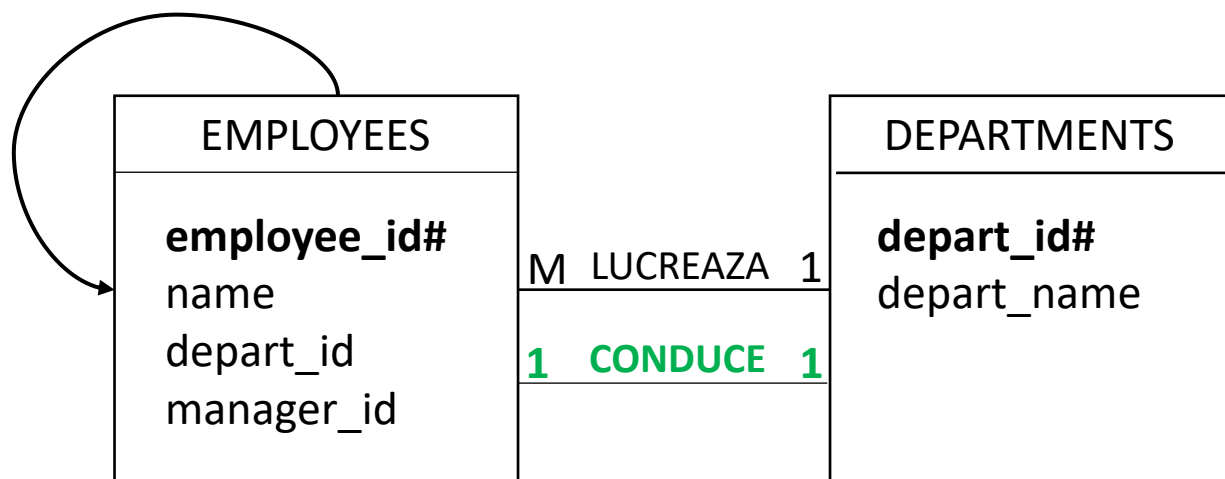 EMPLOYEES
employee_id#
name
depart_id
manager_id
M LUCREAZA 1
1 CONDUCE 1
DEPARTMENTS
depart_id#
depart_name